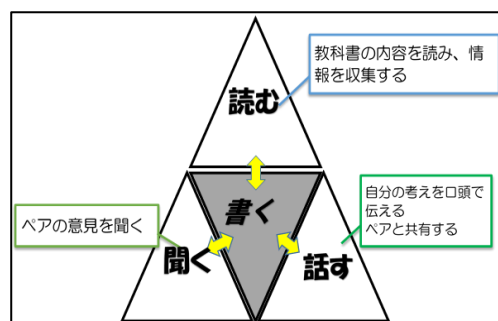 教科書の内容を読み、情
報を収集する
読む
書く
自分の考えを口頭で
伝える
ペアと共有する
ペアの意見を聞く
聞く
話す